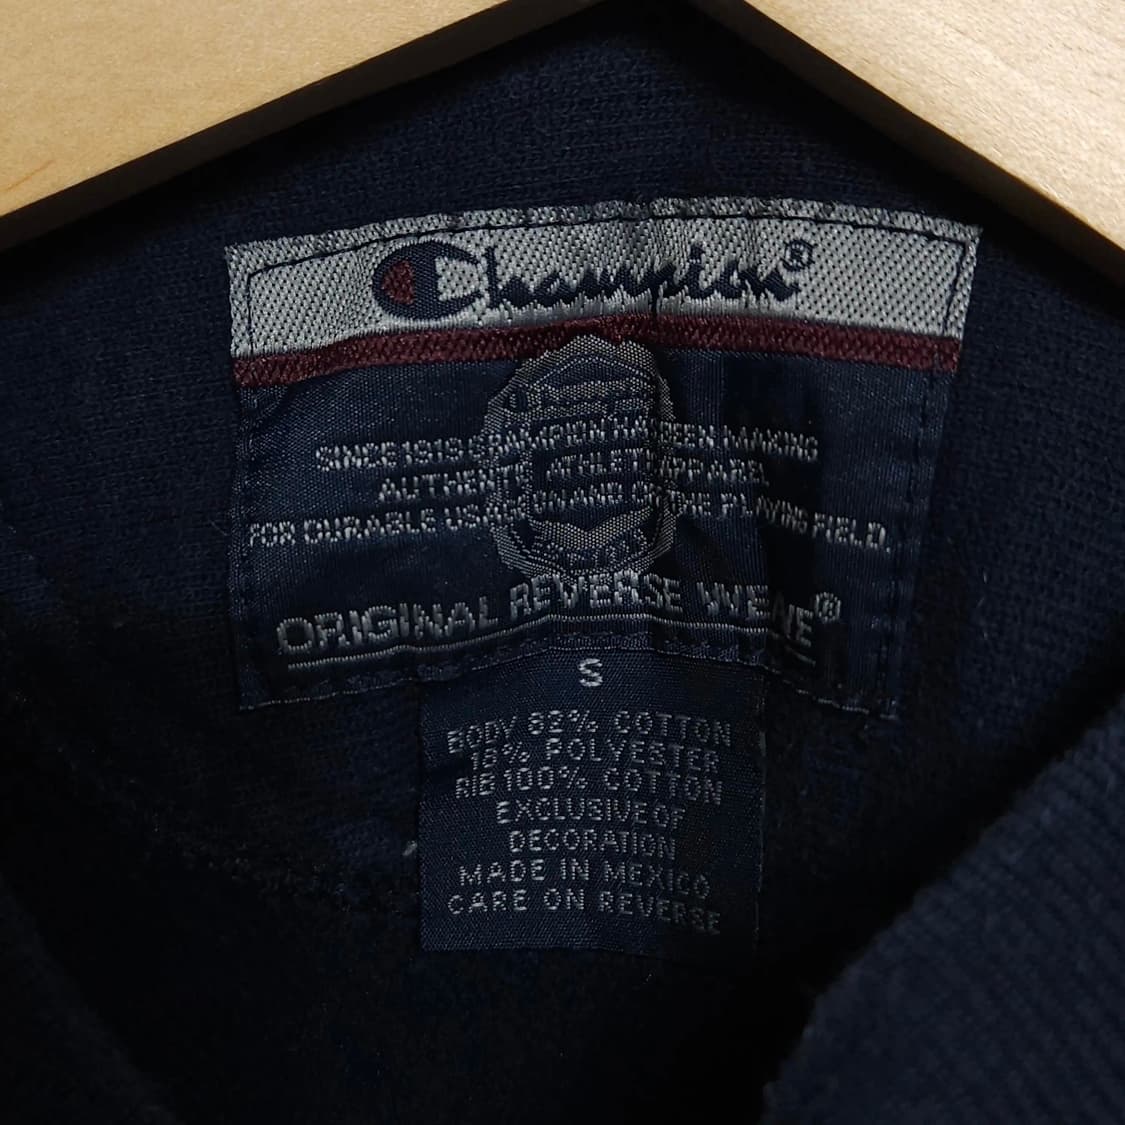 Champion®
SINCE 1919 CHAMPION HAS BEEN MAKING
AUTHENTIC ATHLETIC APPAREL
FOR DURABLE USE ON AND OFF THE PLAYING FIELD.
ORIGINAL REVERSE WEAVE®
S
BODY 82% COTTON
18% POLYESTER
RIB 100% COTTON
EXCLUSIVE OF
DECORATION
MADE IN MEXICO
CARE ON REVERSE